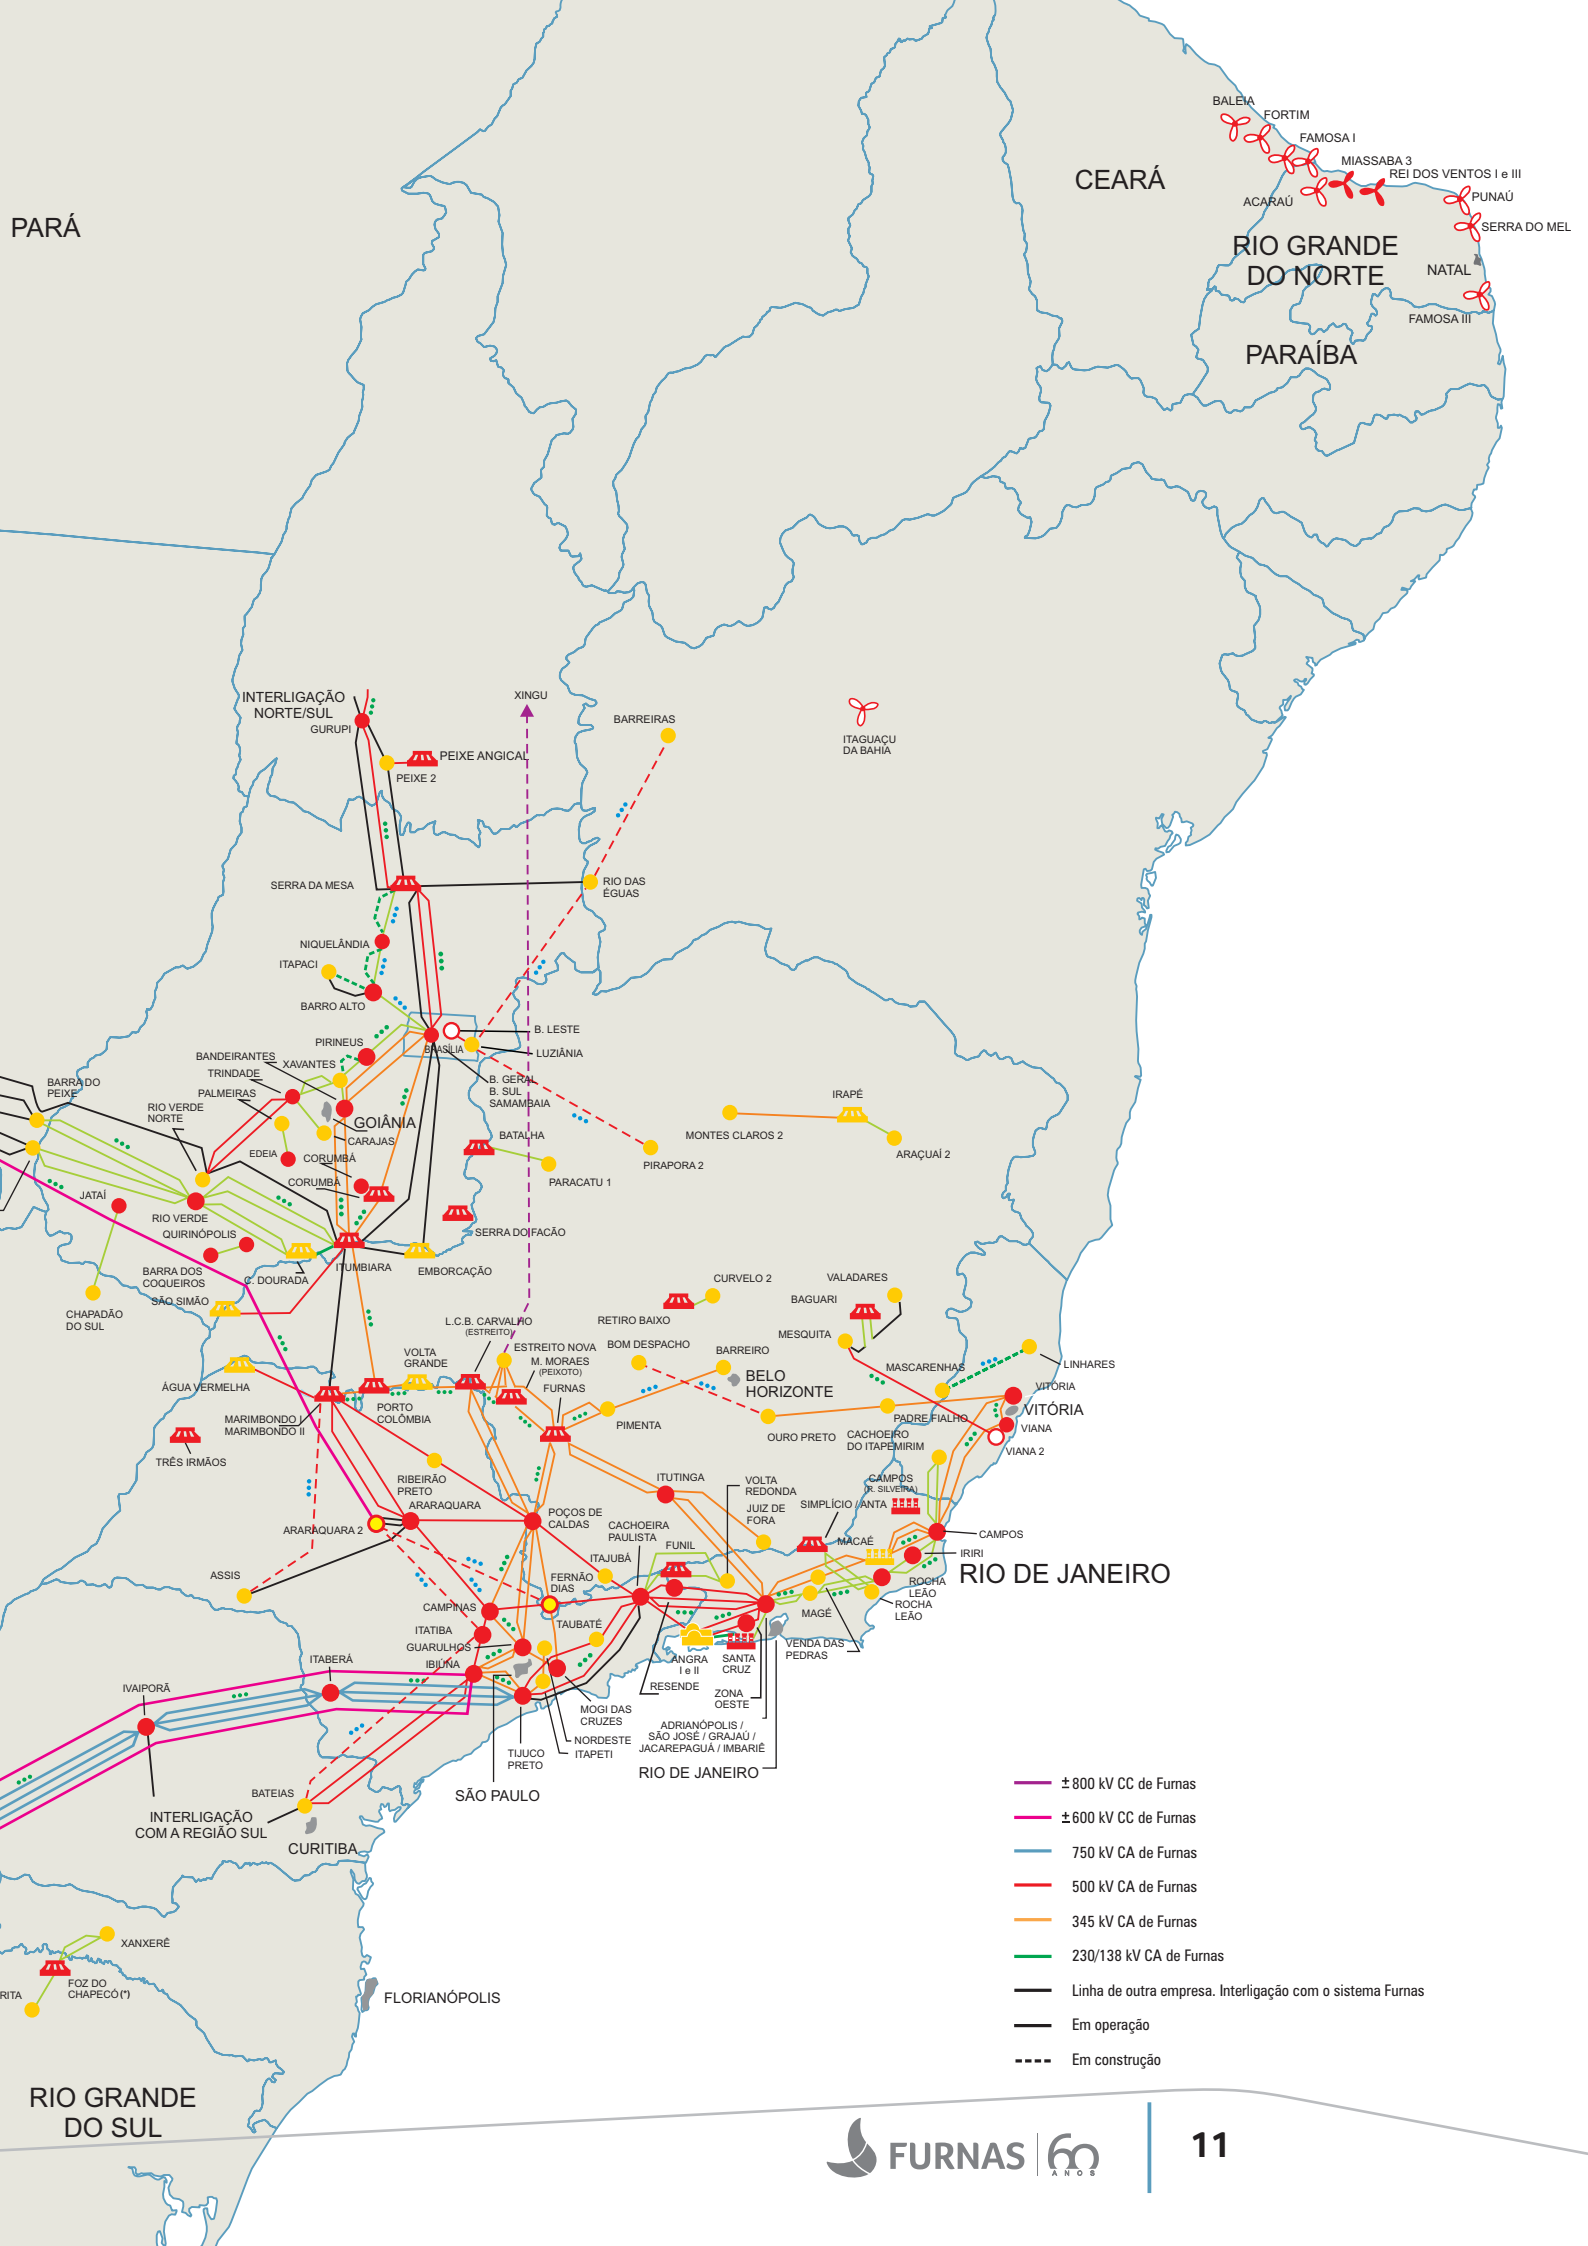 BALEIA
FORTIM
FAMOSA I
MIASSABA 3
REI DOS VENTOS I e III
CEARÁ
ACARAÚ
PUNAÚ
SERRA DO MEL
PARÁ
RIO GRANDE
DO NORTE
NATAL
FAMOSA III
PARAÍBA
INTERLIGAÇÃO
NORTE/SUL
GURUPI
XINGU
BARREIRAS
ITAGUAÇU
DA BAHIA
PEIXE ANGICAL
PEIXE 2
SERRA DA MESA
RIO DAS
ÉGUAS
NIQUELÂNDIA
ITAPACI
BARRO ALTO
B. LESTE
PIRINEUS
BRASÍLIA
LUZIÂNIA
BANDEIRANTES
XAVANTES
TRINDADE
PALMEIRAS
B. GERAL
B. SUL
SAMAMBAIA
BARRA DO
PEIXE
RIO VERDE
NORTE
GOIÂNIA
CARAJAS
IRAPÉ
MONTES CLAROS 2
ARAÇUAÍ 2
BATALHA
EDEIA
CORUMBÁ
CORUMBÁ
PIRAPORA 2
PARACATU 1
JATAÍ
RIO VERDE
QUIRINÓPOLIS
SERRA DO FACÃO
BARRA DOS
COQUEIROS
C. DOURADA
ITUMBIARA
EMBORCAÇÃO
SÃO SIMÃO
CHAPADÃO
DO SUL
CURVELO 2
VALADARES
BAGUARI
RETIRO BAIXO
L.C.B. CARVALHO
(ESTREITO)
MESQUITA
ESTREITO NOVA
M. MORAES
(PEIXOTO)
FURNAS
BOM DESPACHO
BARREIRO
BELO
HORIZONTE
VOLTA
GRANDE
MASCARENHAS
LINHARES
ÁGUA VERMELHA
VITÓRIA
VITÓRIA
PORTO
COLÔMBIA
MARIMBONDO I
MARIMBONDO II
PIMENTA
OURO PRETO
PADRE FIALHO
CACHOEIRO
DO ITAPEMIRIM
VIANA
VIANA 2
TRÊS IRMÃOS
RIBEIRÃO
PRETO
ITUTINGA
VOLTA
REDONDA
CAMPOS
(R. SILVEIRA)
SIMPLÍCIO / ANTA
ARARAQUARA
JUIZ DE
FORA
ARARAQUARA 2
POÇOS DE
CALDAS
CACHOEIRA
PAULISTA
FUNIL
MACAÉ
CAMPOS
IRIRI
ITAJUBÁ
RIO DE JANEIRO
ASSIS
FERNÃO
DIAS
ROCHA
LEÃO
ROCHA
LEÃO
CAMPINAS
ITATIBA
GUARULHOS
IBIÚNA
TAUBATÉ
MAGÉ
VENDA DAS
PEDRAS
ANGRA
I e II
SANTA
CRUZ
ITABERÁ
RESENDE
ZONA
OESTE
IVAIPORÃ
MOGI DAS
CRUZES
NORDESTE
ITAPETI
ADRIANÓPOLIS /
SÃO JOSÉ / GRAJAÚ /
JACAREPAGUÁ / IMBARIÊ
RIO DE JANEIRO
TIJUCO
PRETO
SÃO PAULO
BATEIAS
INTERLIGAÇÃO
COM A REGIÃO SUL
CURITIBA
±800 kV CC de Furnas
±600 kV CC de Furnas
750 kV CA de Furnas
500 kV CA de Furnas
345 kV CA de Furnas
230/138 kV CA de Furnas
Linha de outra empresa. Interligação com o sistema Furnas
Em operação
Em construção
XANXERÊ
FOZ DO
CHAPECÓ (*)
RITA
FLORIANÓPOLIS
RIO GRANDE
DO SUL
FURNAS
60
ANOS
11